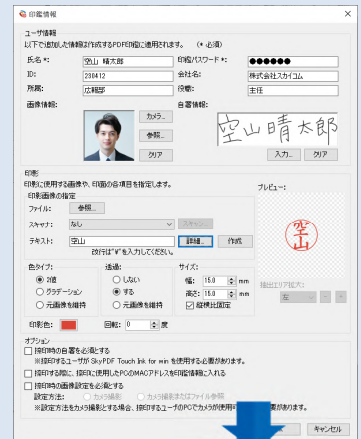 印鑑情報
ユーザ情報
以下で追加した情報は作成するPDF印鑑に適用されます。 (* 必須)
氏名 *: 空山 晴太郎 印鑑パスワード *: ●●●●●●
ID: 230412 会社名: 株式会社スカイコム
所属: 広報部 役職: 主任
画像情報: 自署情報:
カメラ...
参照...
クリア
空山晴太郎
入力... クリア
印影
印影に使用する画像や、印面の各項目を指定します。
印影画像の指定
プレビュー:
ファイル: 参照...
スキャナ: なし スキャン...
テキスト: 空山 詳細... 作成
改行は"¥"を入力してください。
空山
色タイプ: 透過: サイズ:
2値 しない 幅: 15.0 mm
グラデーション する 高さ: 15.0 mm
元画像を維持 元画像を維持 縦横比固定
抽出エリア拡大:
左 + -
印影色: 回転: 0 度
オプション
捺印時の自署を必須とする
※捺印するユーザが SkyPDF Touch Ink for win を使用する必要があります。
捺印する際に、捺印に使用したPCのMACアドレスを印鑑情報に入れる
捺印時の画像設定を必須とする
設定方法: カメラ撮影 カメラ撮影またはファイル参照
※設定方法をカメラ撮影とする場合、捺印するユーザのPCでカメラが使用可 必要があります。
キャンセル